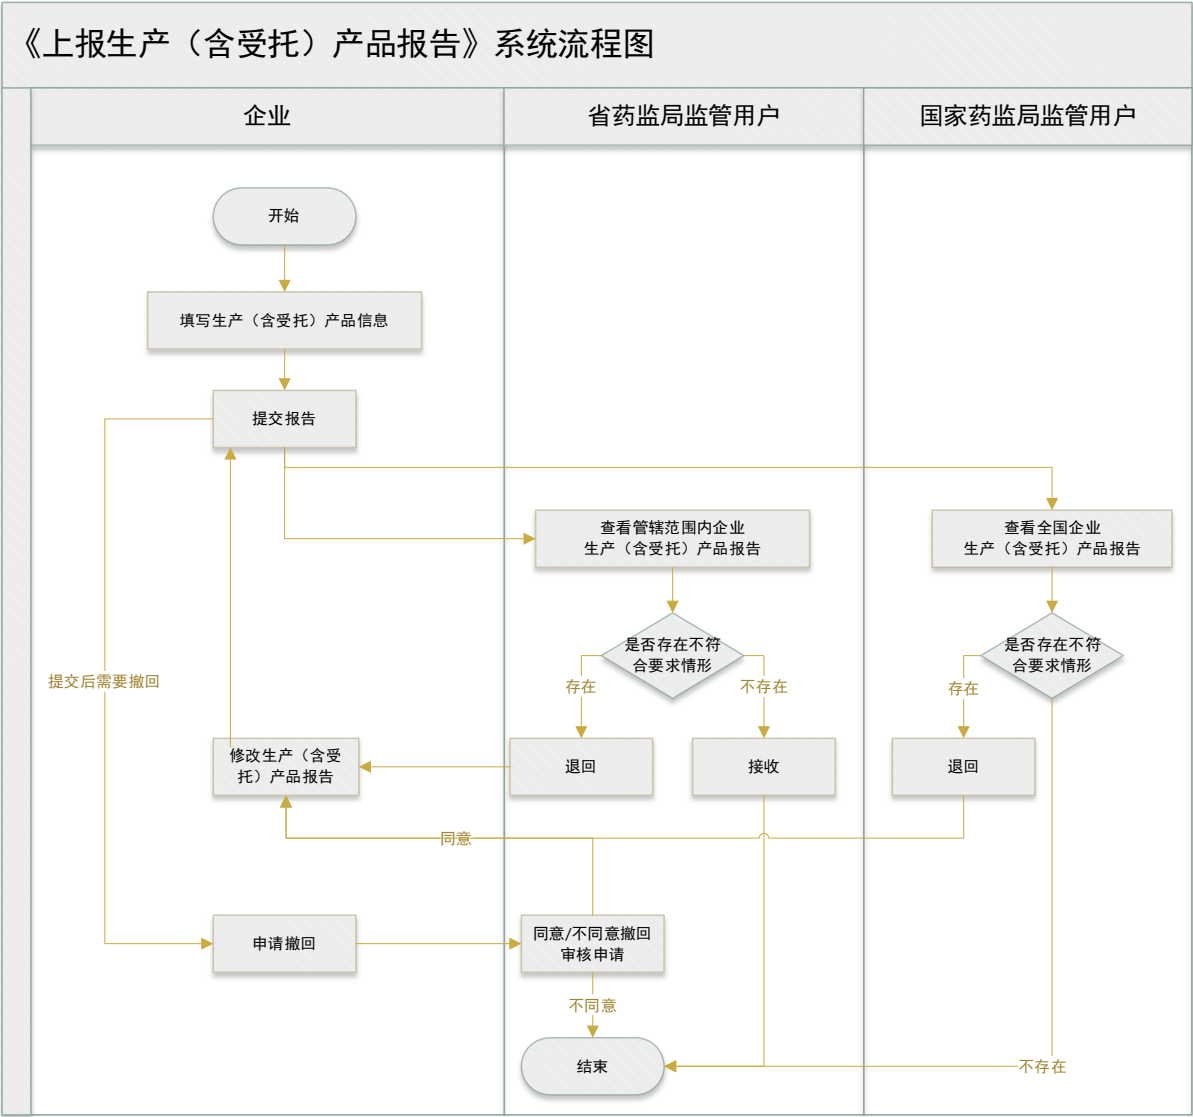 《上报生产（含受托）产品报告》系统流程图
企业
省药监局监管用户
国家药监局监管用户
开始
填写生产（含受托）产品信息
提交报告
查看管辖范围内企业
生产（含受托）产品报告
查看全国企业
生产（含受托）产品报告
是否存在不符
合要求情形
是否存在不符
合要求情形
提交后需要撤回
存在
不存在
存在
修改生产（含受
托）产品报告
退回
接收
退回
同意
申请撤回
同意/不同意撤回
审核申请
不同意
结束
不存在